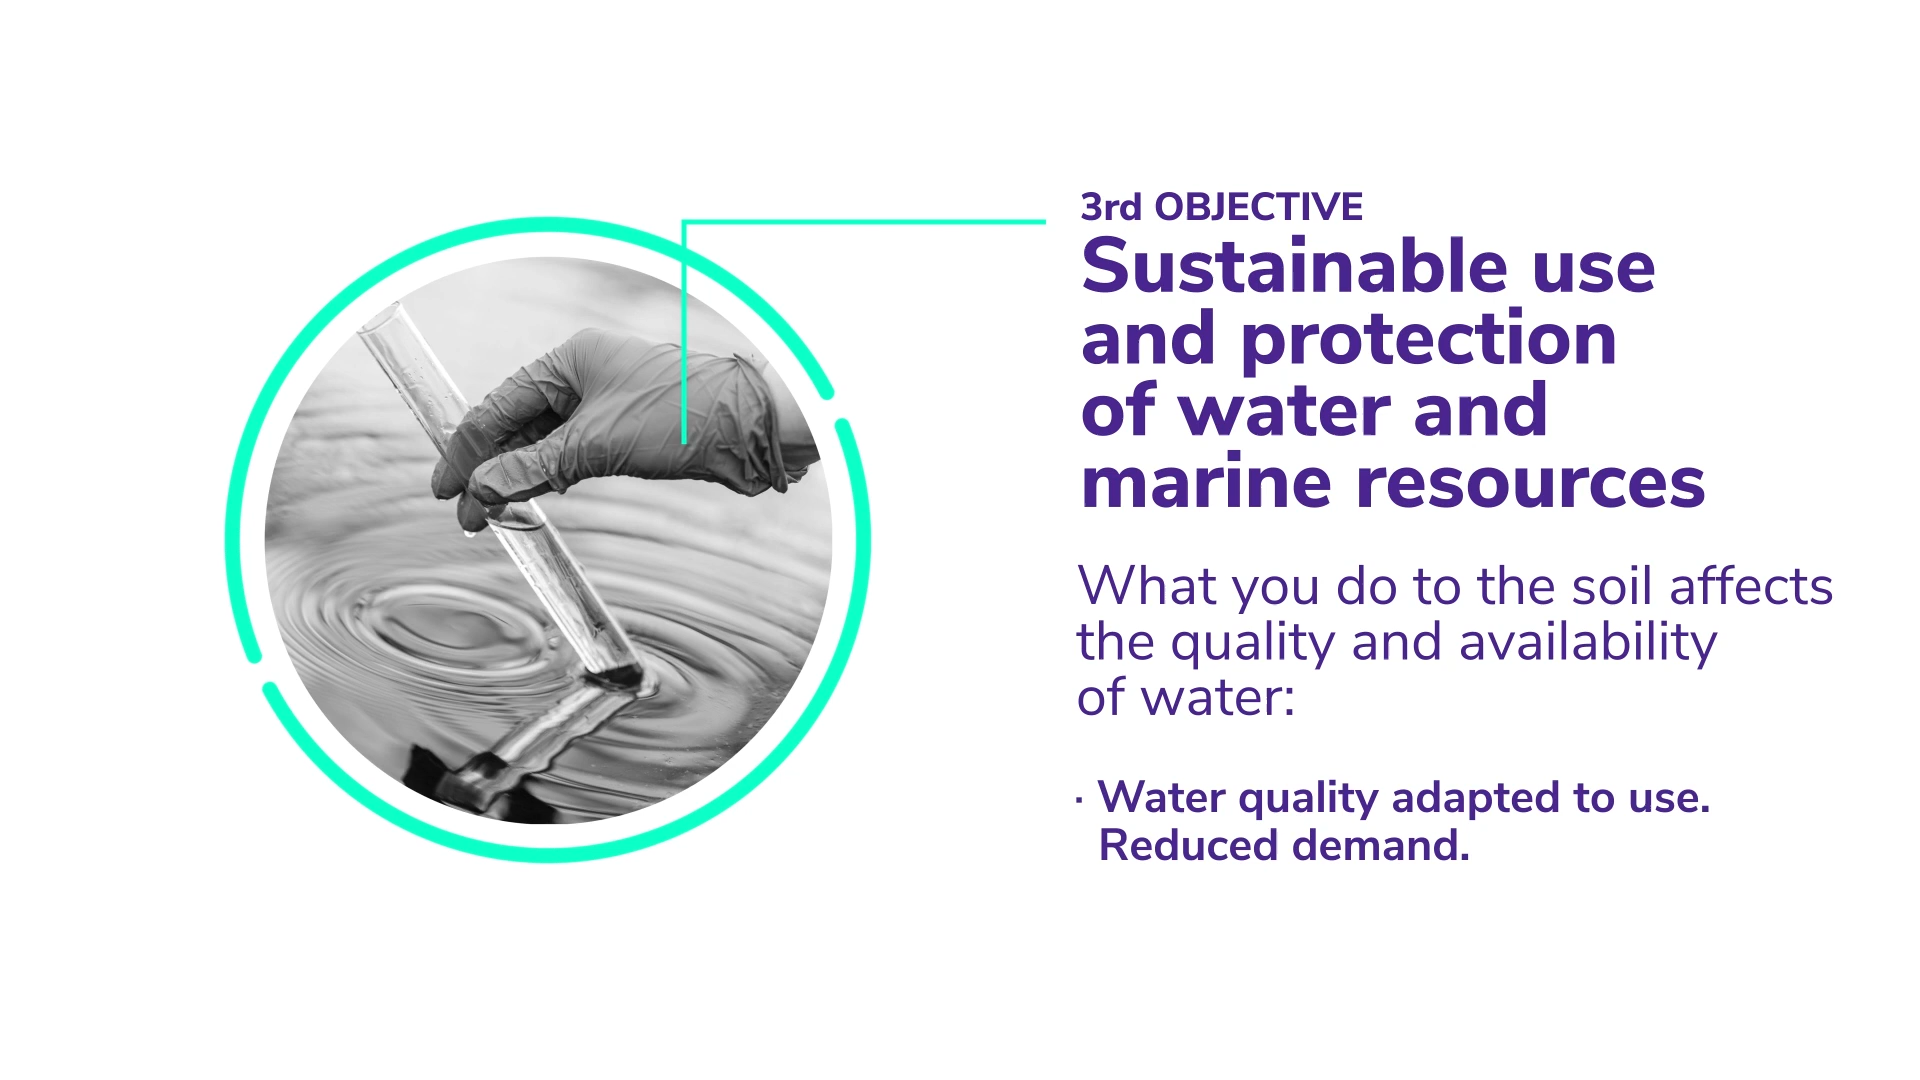 3rd OBJECTIVE
Sustainable use
and protection
of water and
marine resources
What you do to the soil affects
the quality and availability
of water:
· Water quality adapted to use.
Reduced demand.